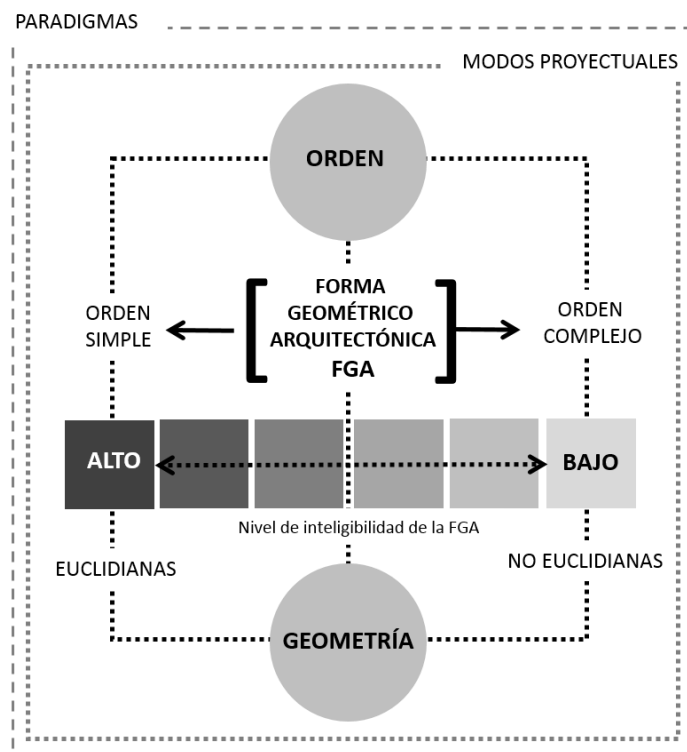 PARADIGMAS
MODOS PROYECTUALES
ORDEN
FORMA
GEOMÉTRICO
ARQUITECTÓNICA
FGA
ORDEN
SIMPLE
ORDEN
COMPLEJO
ALTO
BAJO
Nivel de inteligibilidad de la FGA
EUCLIDIANAS
NO EUCLIDIANAS
GEOMETRÍA